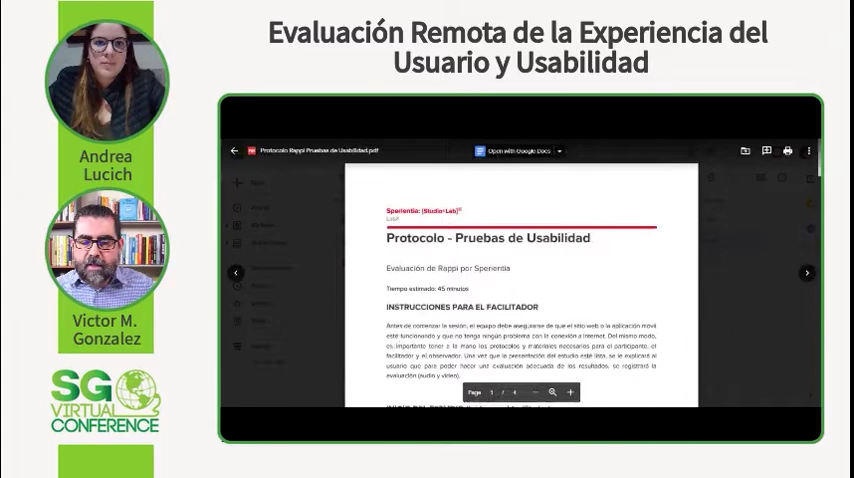 Evaluación Remota de la Experiencia del
Usuario y Usabilidad
Andrea
Lucich
Victor M.
Gonzalez
SG
VIRTUAL
CONFERENCE
Protocolo Rappi Pruebas de Usabilidad.pdf
Open with Google Docs
Sperientia: [Studio+Lab]®
Protocolo - Pruebas de Usabilidad
Evaluación de Rappi por Sperientia
Tiempo estimado: 45 minutos
INSTRUCCIONES PARA EL FACILITADOR
Antes de comenzar la sesión, el equipo debe asegurarse de que el sitio web o la aplicación móvil
esté funcionando y que no tenga ningún problema con la conexión a Internet. Del mismo modo,
es importante tener a la mano los protocolos y materiales necesarios para el participante, el
facilitador y el observador. Una vez que la presentación del estudio esté lista, se le explicará al
usuario que para poder hacer una evaluación adecuada de los resultados, se registrará la
evaluación (audio y video).
Page 1 / 4